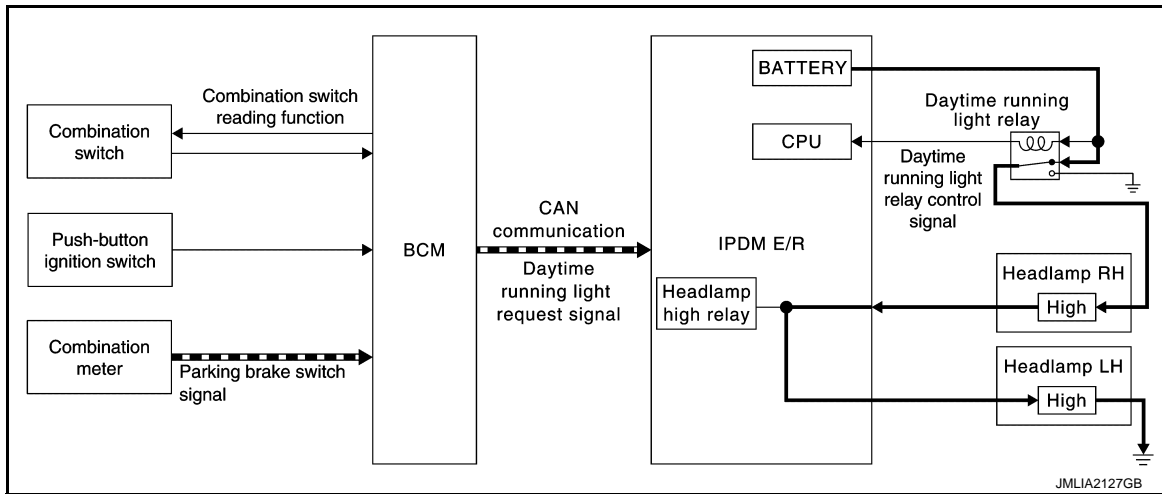 Combination
switch
Combination switch
reading function
Push-button
ignition switch
Combination
meter
Parking brake switch
signal
BCM
CAN
communication
Daytime
running light
request signal
IPDM E/R
BATTERY
CPU
Headlamp
high relay
Daytime running
light relay
Daytime
running light
relay control
signal
Headlamp RH
High
Headlamp LH
High
JMLIA2127GB